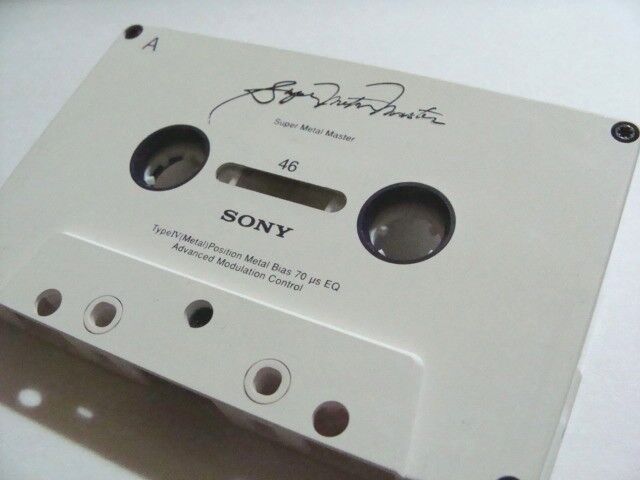 A
Super Metal Master
Super Metal Master
46
SONY
TypeⅣ(Metal)Position Metal Bias 70 µs EQ
Advanced Modulation Control